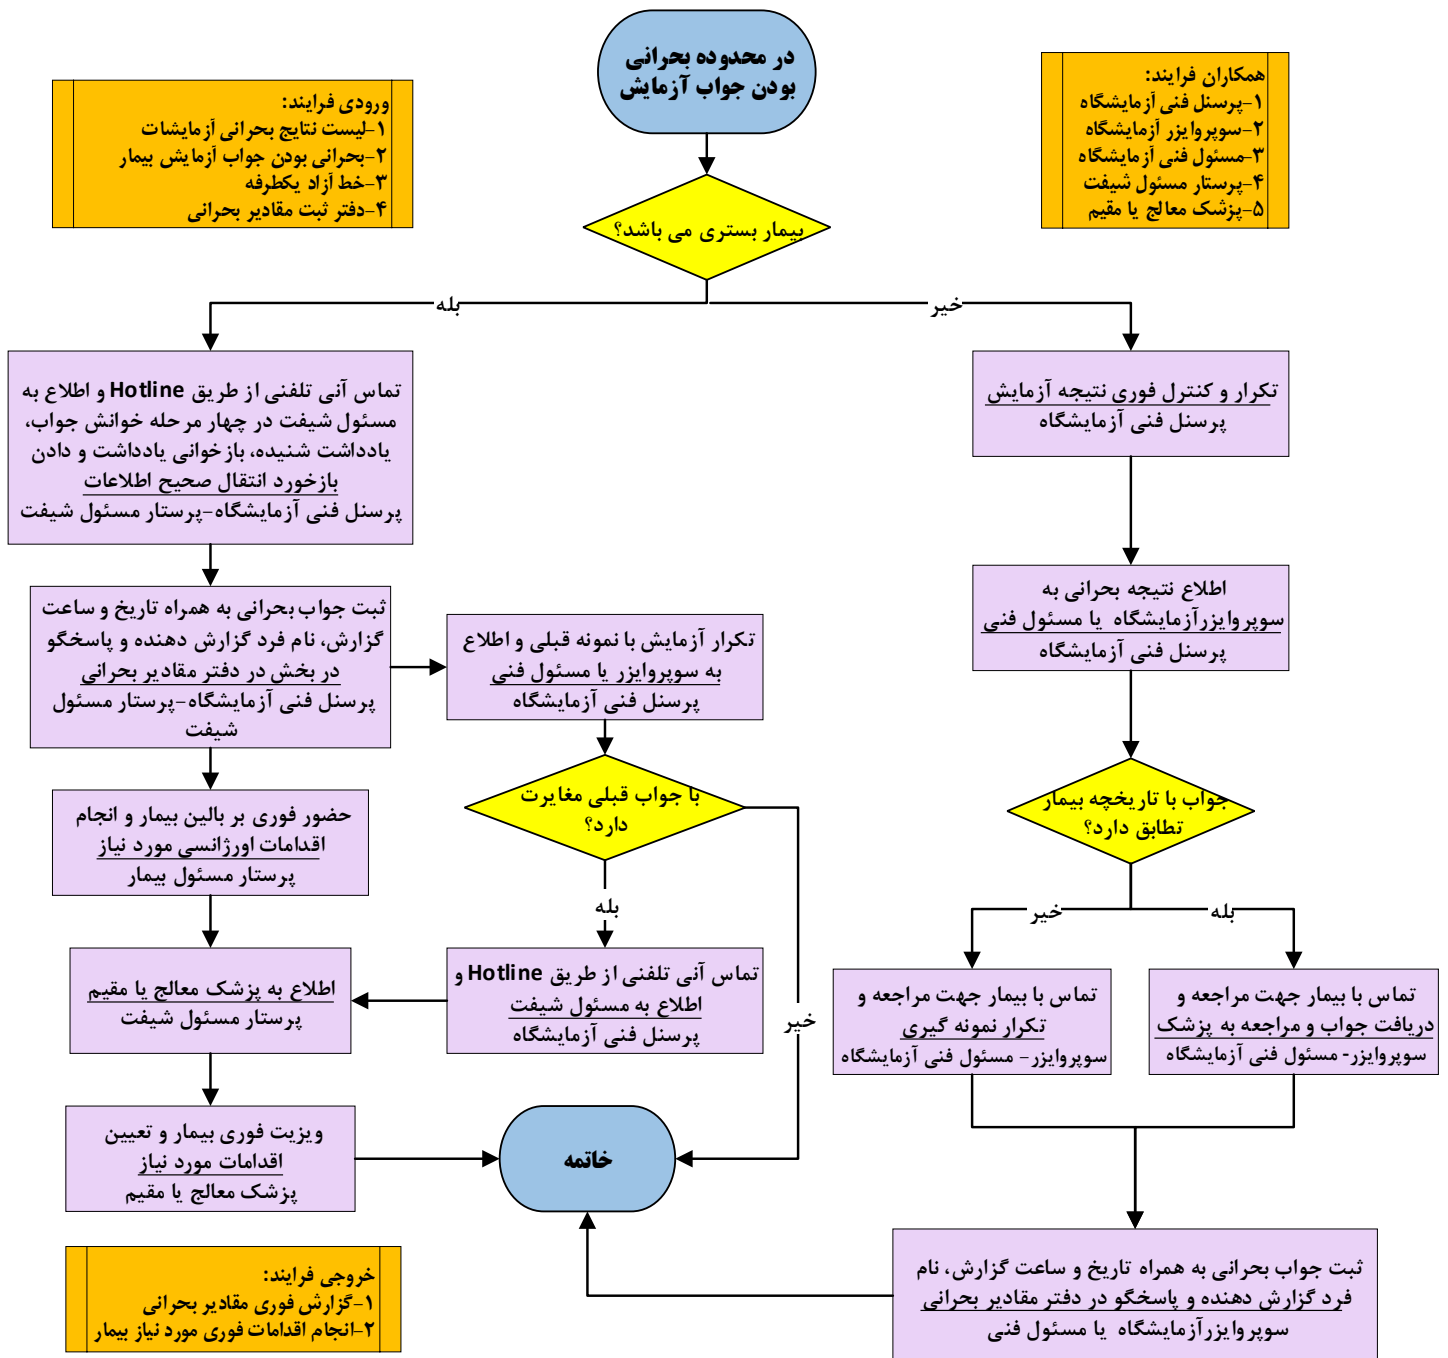 در محدوده بحرانی
بودن جواب آزمایش
همکاران فرایند:
۱-پرسنل فنی آزمایشگاه
۲-سوپروایزر آزمایشگاه
۳-مسئول فنی آزمایشگاه
۴-پرستار مسئول شیفت
۵-پزشک معالج یا مقیم
ورودی فرایند:
۱-لیست نتایج بحرانی آزمایشات
۲-بحرانی بودن جواب آزمایش بیمار
۳-خط آزاد یکطرفه
۴-دفتر ثبت مقادیر بحرانی
بیمار بستری می باشد؟
خیر
بله
تکرار و کنترل فوری نتیجه آزمایش
پرسنل فنی آزمایشگاه
تماس آنی تلفنی از طریق Hotline و اطلاع به
مسئول شیفت در چهار مرحله خوانش جواب،
یادداشت شنیده، بازخوانی یادداشت و دادن
بازخورد انتقال صحیح اطلاعات
پرسنل فنی آزمایشگاه-پرستار مسئول شیفت
اطلاع نتیجه بحرانی به
سوپروایزرآزمایشگاه یا مسئول فنی
پرسنل فنی آزمایشگاه
ثبت جواب بحرانی به همراه تاریخ و ساعت
گزارش، نام فرد گزارش دهنده و پاسخگو
در بخش در دفتر مقادیر بحرانی
پرسنل فنی آزمایشگاه-پرستار مسئول
شیفت
تکرار آزمایش با نمونه قبلی و اطلاع
به سوپروایزر یا مسئول فنی
پرسنل فنی آزمایشگاه
جواب با تاریخچه بیمار
تطابق دارد؟
با جواب قبلی مغایرت
دارد؟
حضور فوری بر بالین بیمار و انجام
اقدامات اورژانسی مورد نیاز
پرستار مسئول بیمار
بله
خیر
بله
خیر
تماس با بیمار جهت مراجعه و
دریافت جواب و مراجعه به پزشک
سوپروایزر- مسئول فنی آزمایشگاه
تماس با بیمار جهت مراجعه و
تکرار نمونه گیری
سوپروایزر- مسئول فنی آزمایشگاه
تماس آنی تلفنی از طریق Hotline و
اطلاع به مسئول شیفت
پرسنل فنی آزمایشگاه
اطلاع به پزشک معالج یا مقیم
پرستار مسئول شیفت
ویزیت فوری بیمار و تعیین
اقدامات مورد نیاز
پزشک معالج یا مقیم
خاتمه
ثبت جواب بحرانی به همراه تاریخ و ساعت گزارش، نام
فرد گزارش دهنده و پاسخگو در دفتر مقادیر بحرانی
سوپروایزرآزمایشگاه یا مسئول فنی
خروجی فرایند:
۱-گزارش فوری مقادیر بحرانی
۲-انجام اقدامات فوری مورد نیاز بیمار